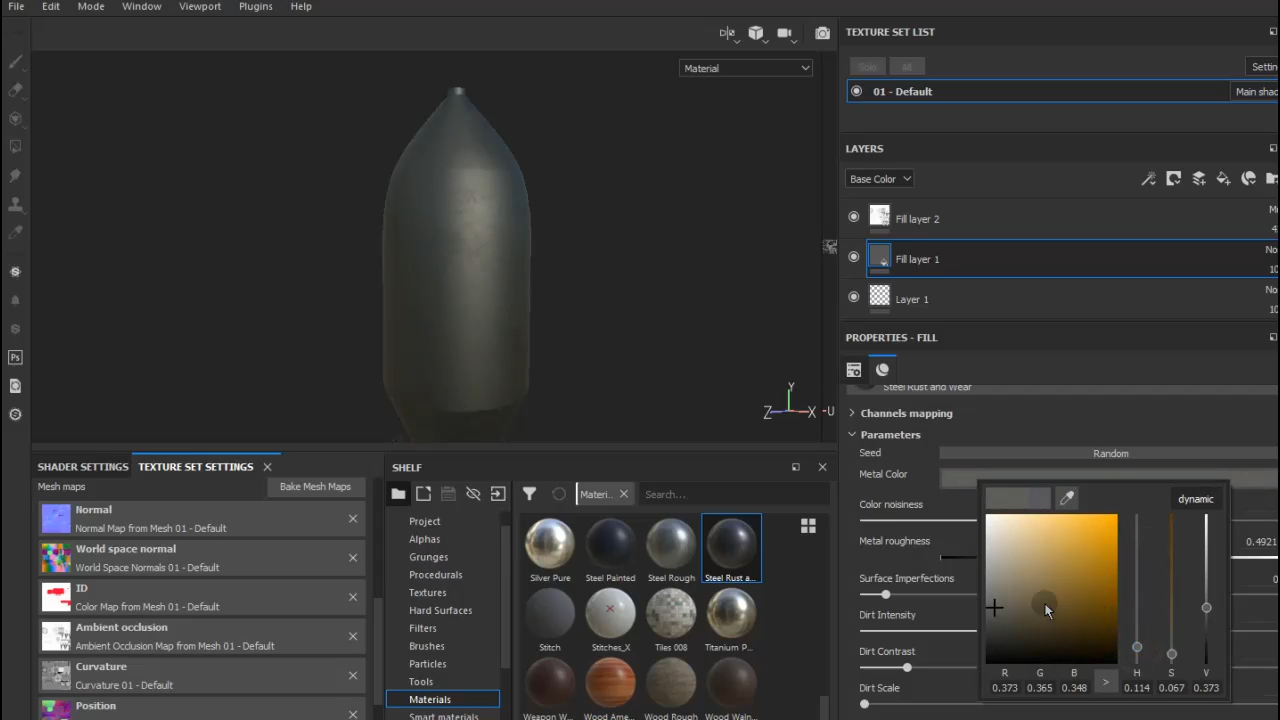 File Edit Mode Window Viewport Plugins Help
Material
Y
Z X -U
TEXTURE SET LIST
Solo All Settin
01 - Default Main shad
LAYERS
Base Color
Fill layer 2
Fill layer 1
Layer 1
PROPERTIES - FILL
Steel Rust and Wear
Channels mapping
Parameters
Seed Random
Metal Color
dynamic
Color noisiness
Metal roughness 0.4921
Surface Imperfections 0
Dirt Intensity
Dirt Contrast
Dirt Scale
R G B > H S V
0.373 0.365 0.348 0.114 0.067 0.373
SHADER SETTINGS TEXTURE SET SETTINGS
Mesh maps Bake Mesh Maps
Normal
Normal Map from Mesh 01 - Default
World space normal
World Space Normals 01 - Default
ID
Color Map from Mesh 01 - Default
Ambient occlusion
Ambient Occlusion Map from Mesh 01 - Default
Curvature
Curvature 01 - Default
Position
Ps
SHELF
Materi... Search...
Project
Alphas
Grunges
Procedurals
Textures
Hard Surfaces
Filters
Brushes
Particles
Tools
Materials
Smart materials
Silver Pure Steel Painted Steel Rough Steel Rust a...
Stitch Stitches_X Tiles 008 Titanium P...
Weapon W... Wood Ame... Wood Rough Wood Waln...